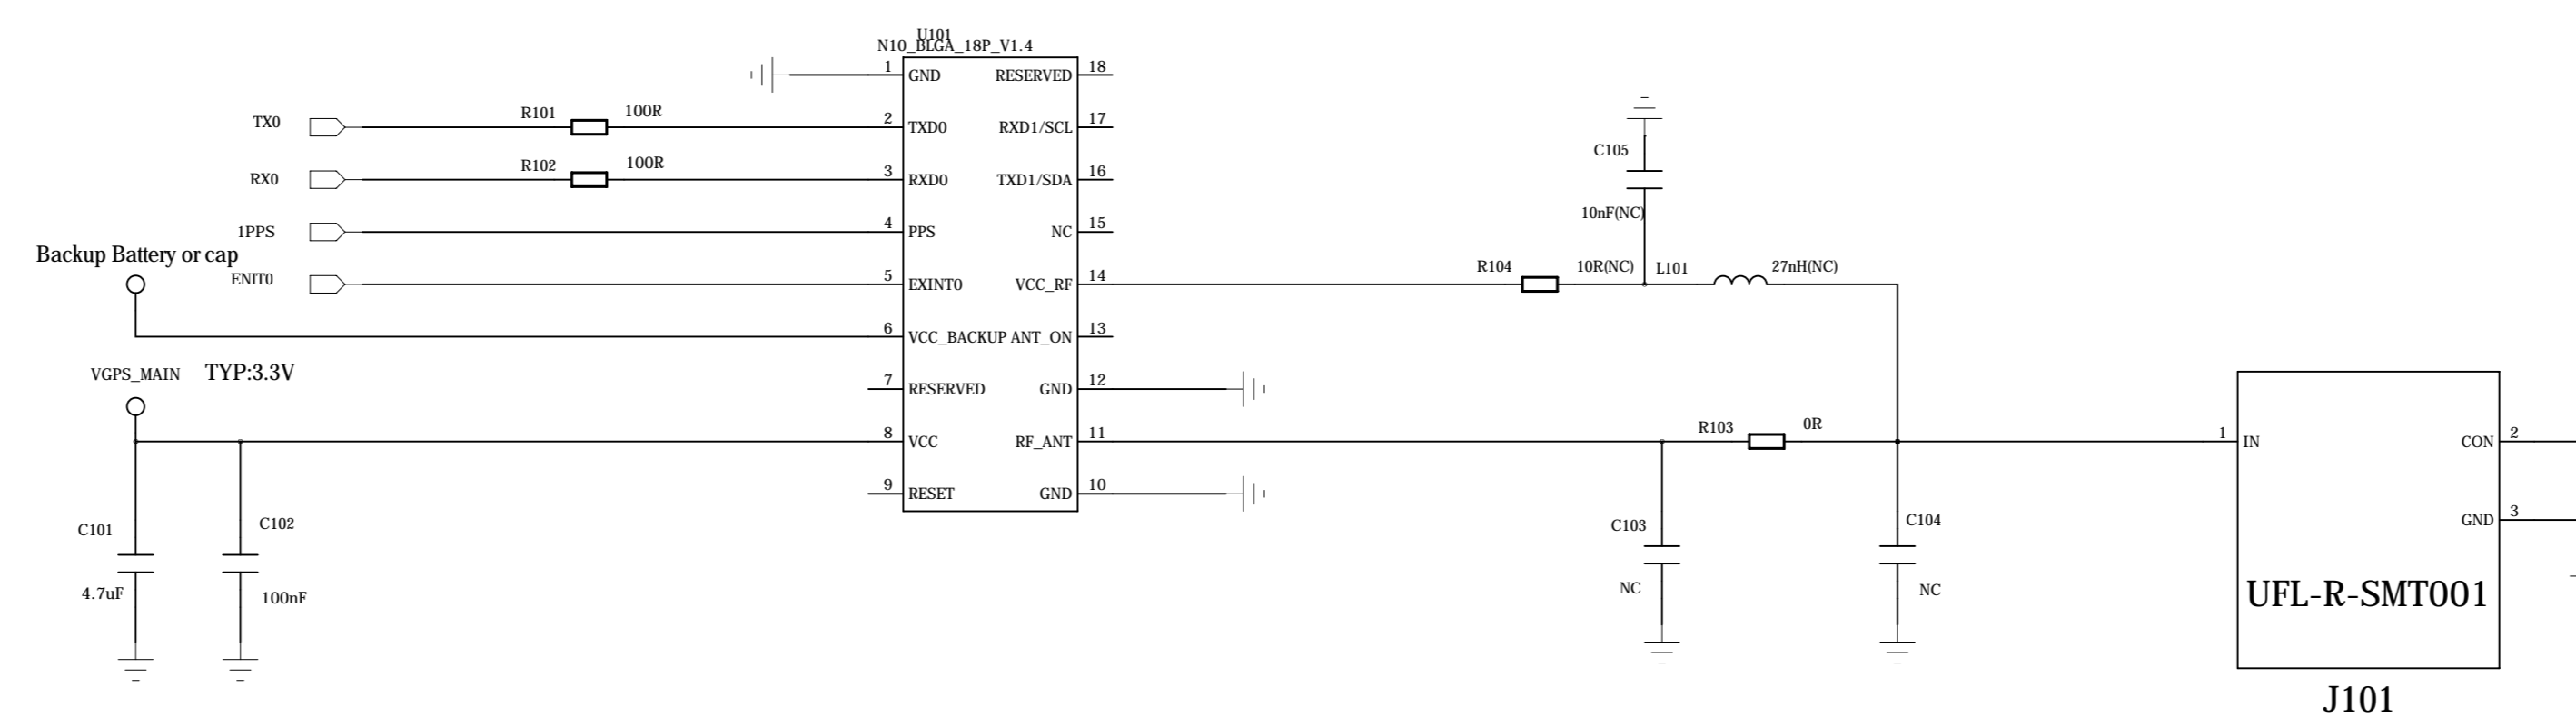 U101
N10_BLGA_18P_V1.4
1 GND RESERVED 18
TX0 R101 100R 2 TXD0 RXD1/SCL 17
RX0 R102 100R 3 RXD0 TXD1/SDA 16
1PPS 4 PPS NC 15
ENIT0 5 EXINT0 VCC_RF 14
Backup Battery or cap
6 VCC_BACKUP ANT_ON 13
VGPS_MAIN TYP:3.3V
7 RESERVED GND 12
8 VCC RF_ANT 11
9 RESET GND 10
C101
4.7uF
C102
100nF
C105
10nF(NC)
R104 10R(NC) L101 27nH(NC)
R103 0R
C103
NC
C104
NC
1 IN CON 2
GND 3
UFL-R-SMT001
J101